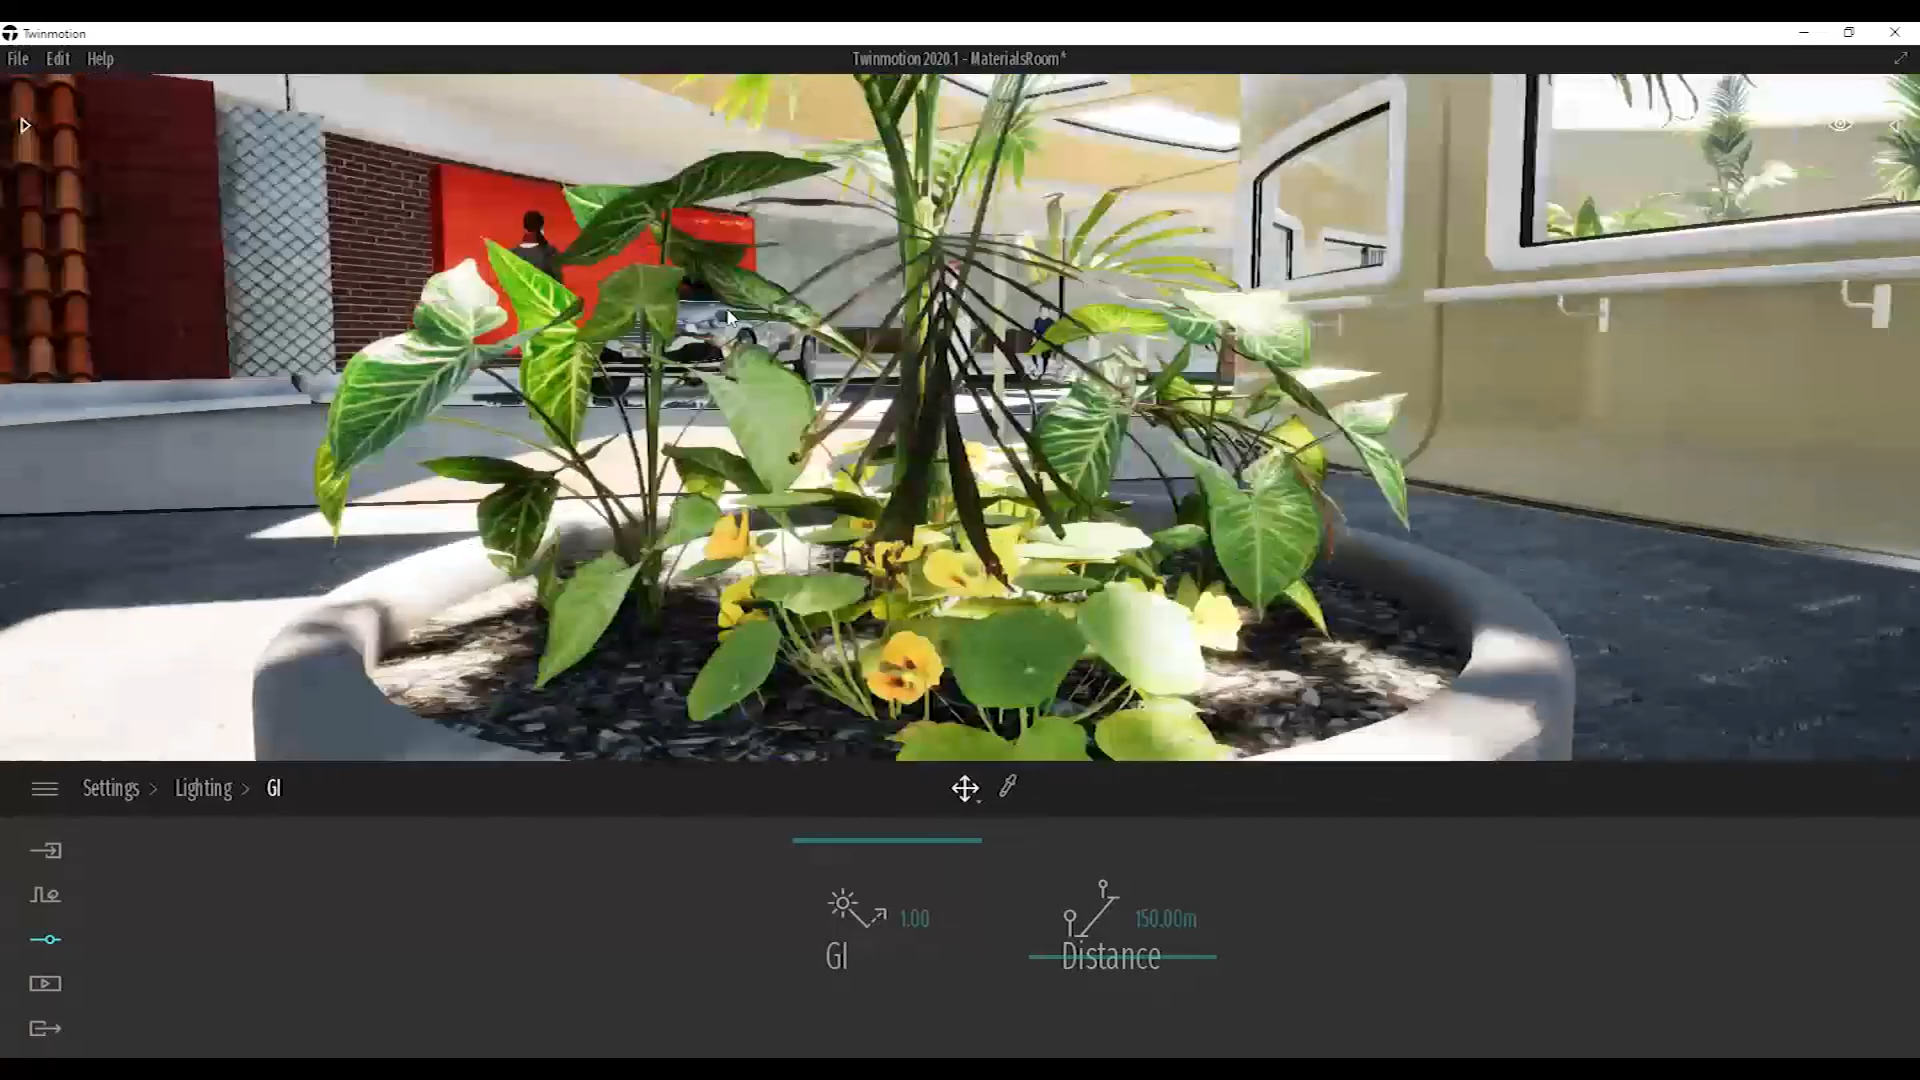 Twinmotion
File Edit Help
Twinmotion 2020.1 - MaterialsRoom*
Settings > Lighting > GI
1.00
GI
150.00m
Distance